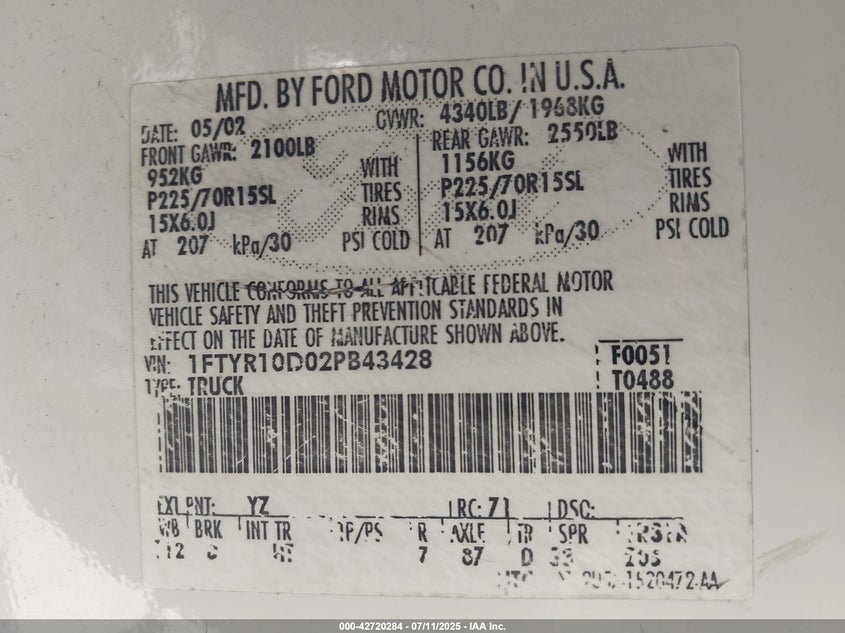 MFD. BY FORD MOTOR CO. IN U.S.A.
DATE: 05/02 GVWR: 4340LB/ 1968KG
FRONT GAWR: 2100LB REAR GAWR: 2550LB
952KG WITH 1156KG WITH
P225/70R15SL TIRES P225/70R15SL TIRES
15X6.0J RIMS 15X6.0J RIMS
AT 207 kPa/30 PSI COLD AT 207 kPa/30 PSI COLD
THIS VEHICLE CONFORMS TO ALL APPLICABLE FEDERAL MOTOR
VEHICLE SAFETY AND THEFT PREVENTION STANDARDS IN
EFFECT ON THE DATE OF MANUFACTURE SHOWN ABOVE.
VIN: 1FTYR10D02PB43428 F0051
TYPE: TRUCK T0488
EXT PNT: YZ RC: 71 DSO:
WB BRK INT TR TP/PS R AXLE TR SPR
112 7 87 D
000-42720284 - 07/11/2025 - IAA Inc.